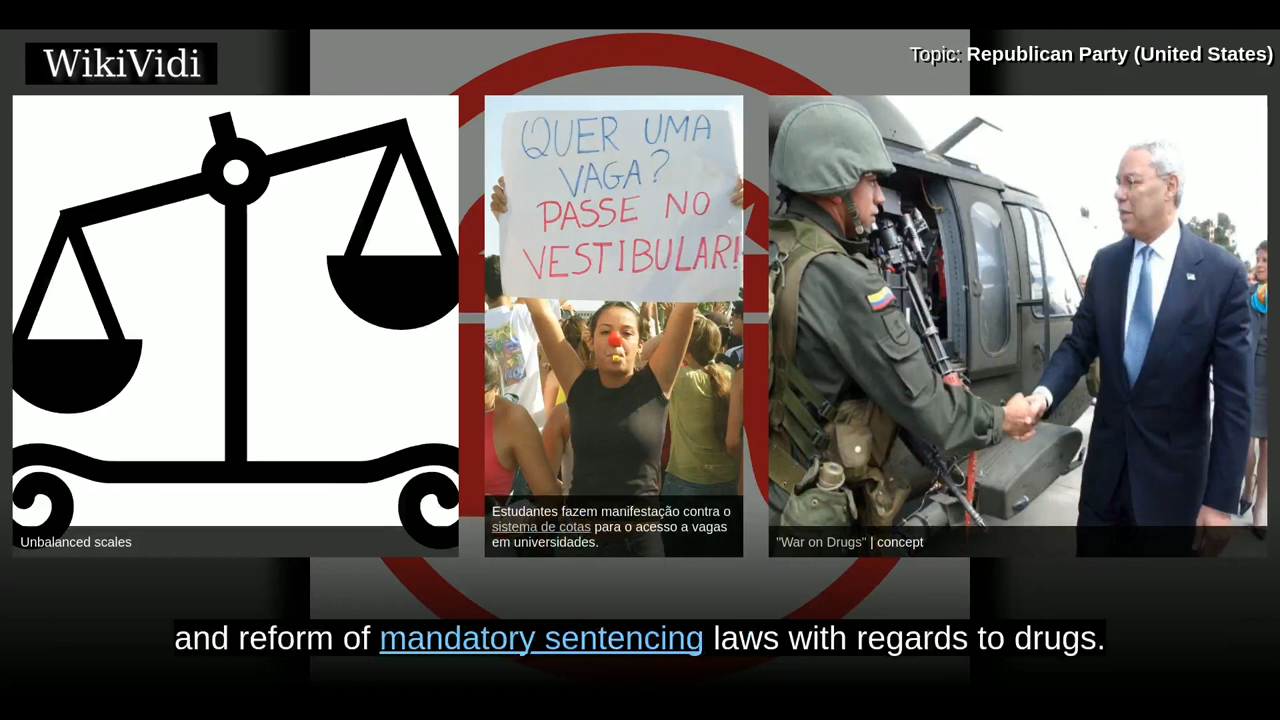 WikiVidi
Topic: Republican Party (United States)
QUER UMA
VAGA?
PASSE NO
VESTIBULAR!
Unbalanced scales
Estudantes fazem manifestação contra o
sistema de cotas para o acesso a vagas
em universidades.
"War on Drugs" | concept
and reform of mandatory sentencing laws with regards to drugs.